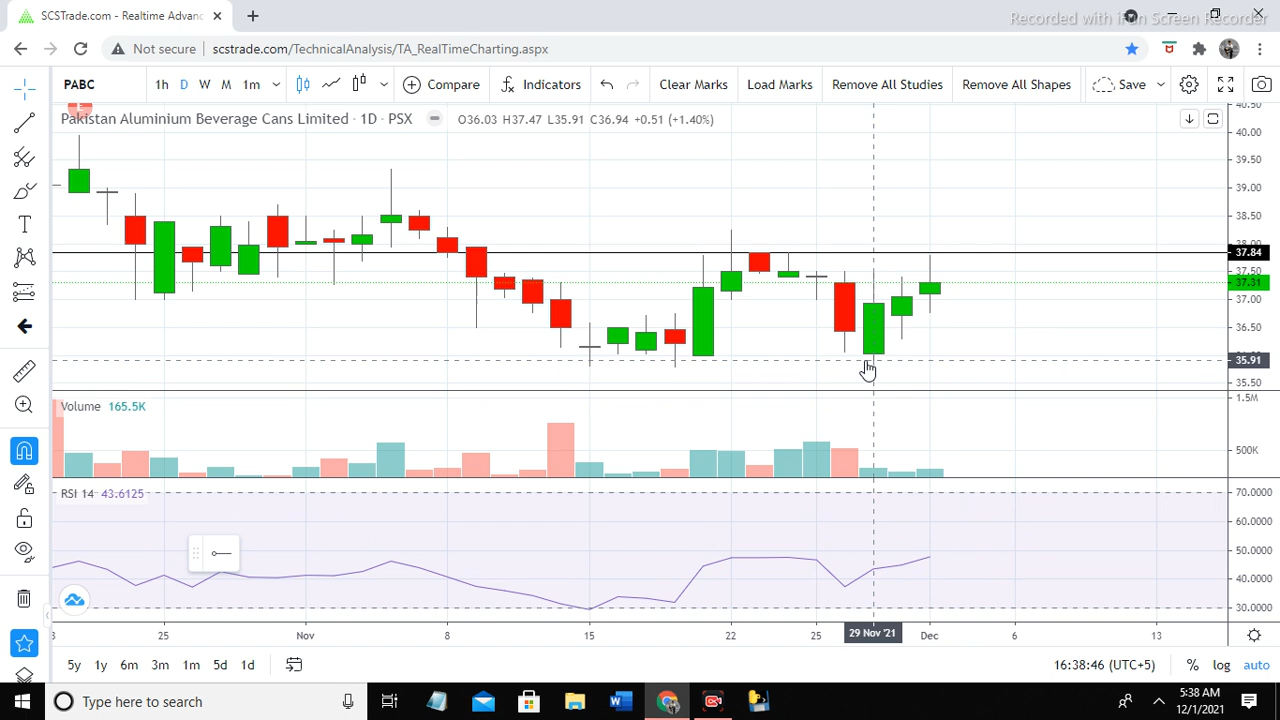 SCSTrade.com - Realtime Advanc
Recorded with iFun Screen Recorder
Not secure
scstrade.com/TechnicalAnalysis/TA_RealTimeCharting.aspx
PABC 1h D W M 1m Compare Indicators Clear Marks Load Marks Remove All Studies Remove All Shapes Save
E
Pakistan Aluminium Beverage Cans Limited · 1D · PSX O36.03 H37.47 L35.91 C36.94 +0.51 (+1.40%)
40.50
40.00
39.50
39.00
38.50
38.00
37.84
37.50
37.31
37.00
36.50
35.91
35.50
Volume 165.5K
1.5M
500K
RSI 14 43.6125
70.0000
60.0000
50.0000
40.0000
30.0000
25 Nov 8 15 22 25 29 Nov '21 Dec 6 13
5y 1y 6m 3m 1m 5d 1d
16:38:46 (UTC+5) % log auto
Type here to search
5:38 AM
12/1/2021